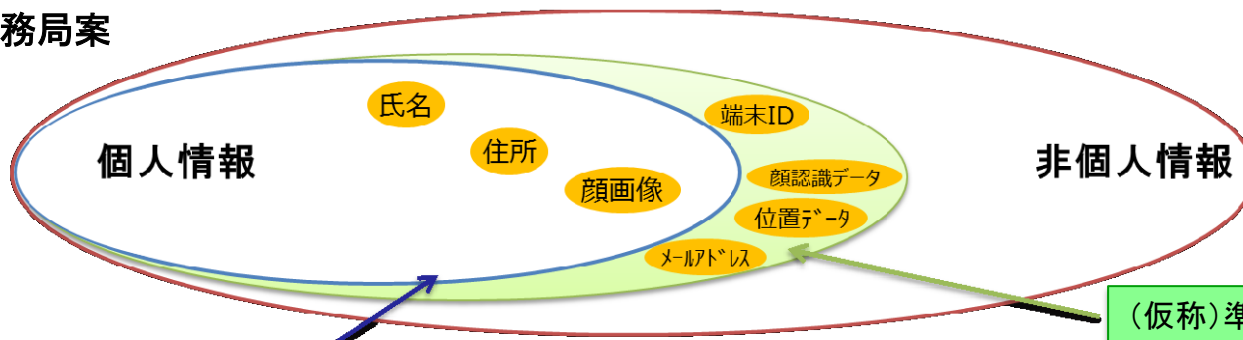 務局案
氏名
端末ID
個人情報
住所
非個人情報
顔画像
顔認識データ
位置ﾃﾞｰﾀ
ﾒｰﾙｱﾄﾞﾚｽ
(仮称)準